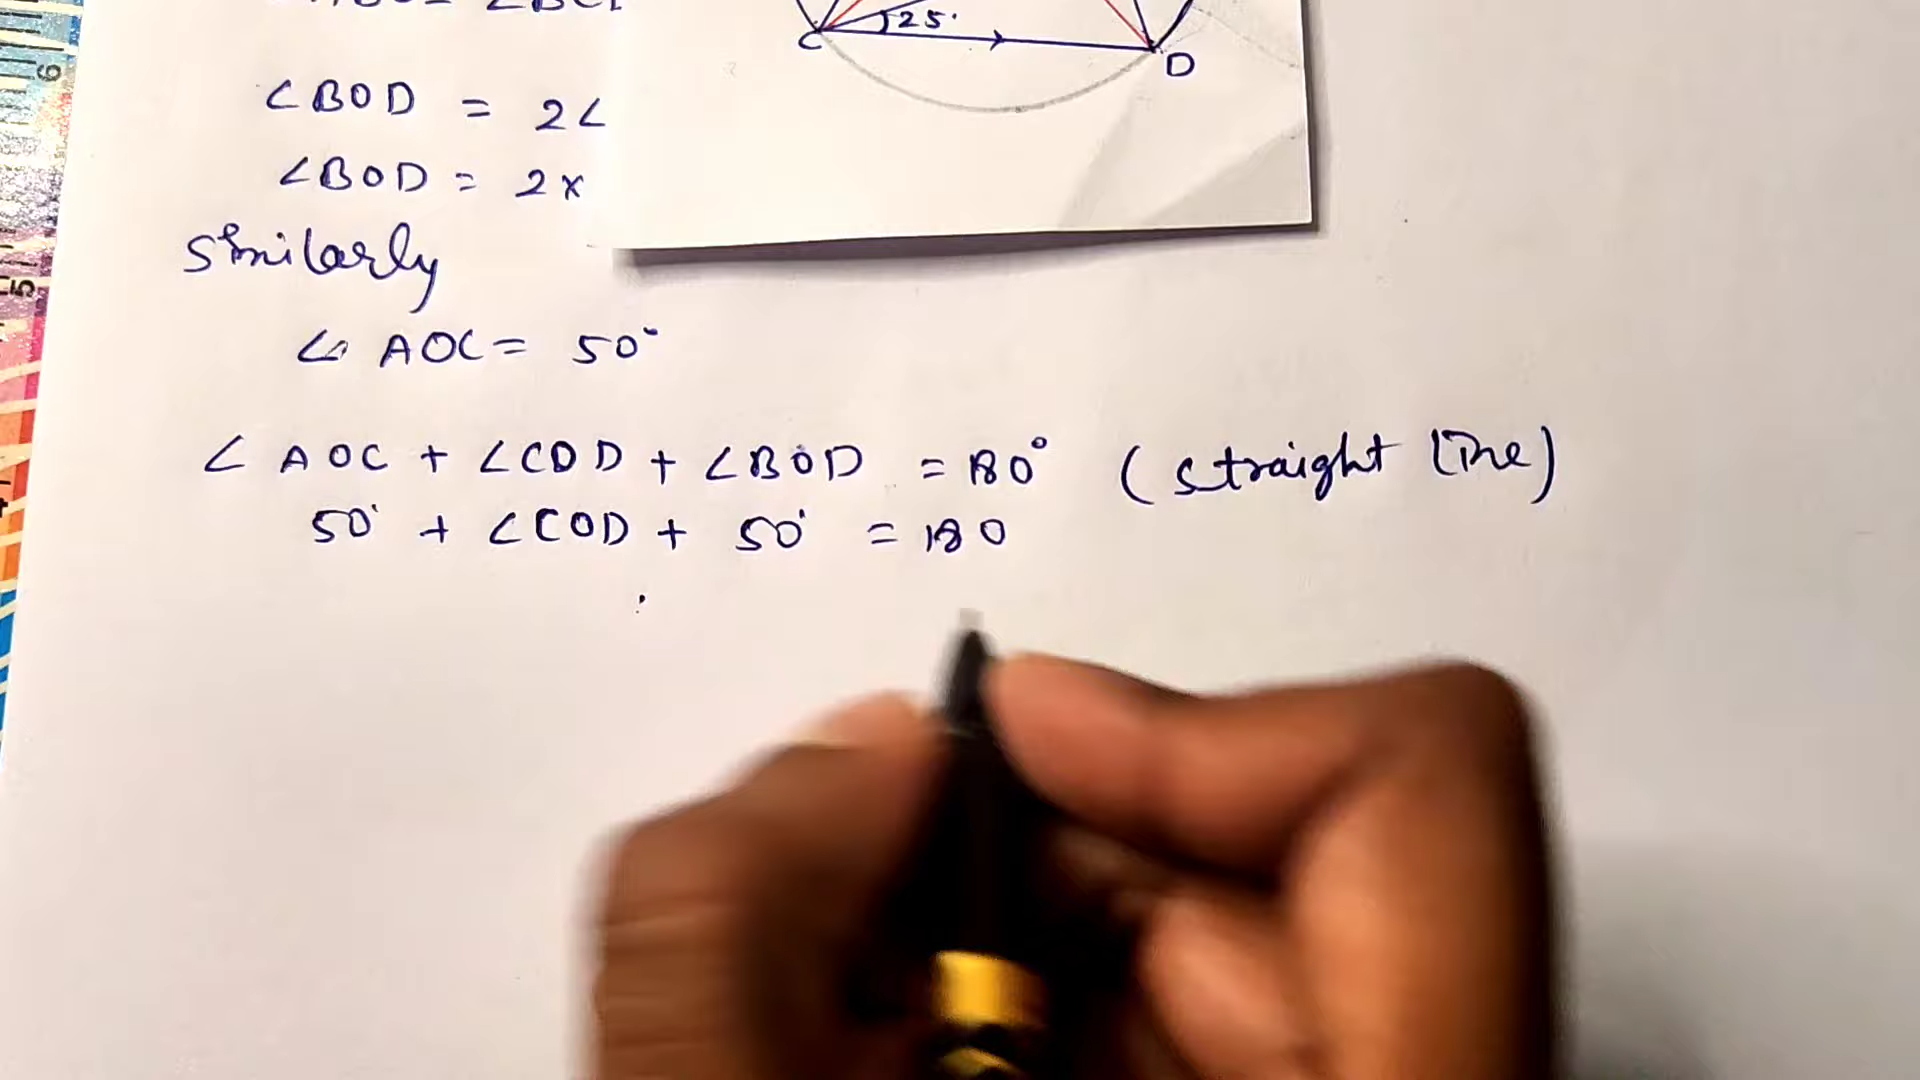 C 25° D
∠BOD = 2∠
∠BOD = 2×
Similarly
∠ AOC = 50°
∠ AOC + ∠COD + ∠BOD = 180° (straight line)
50° + ∠COD + 50° = 180